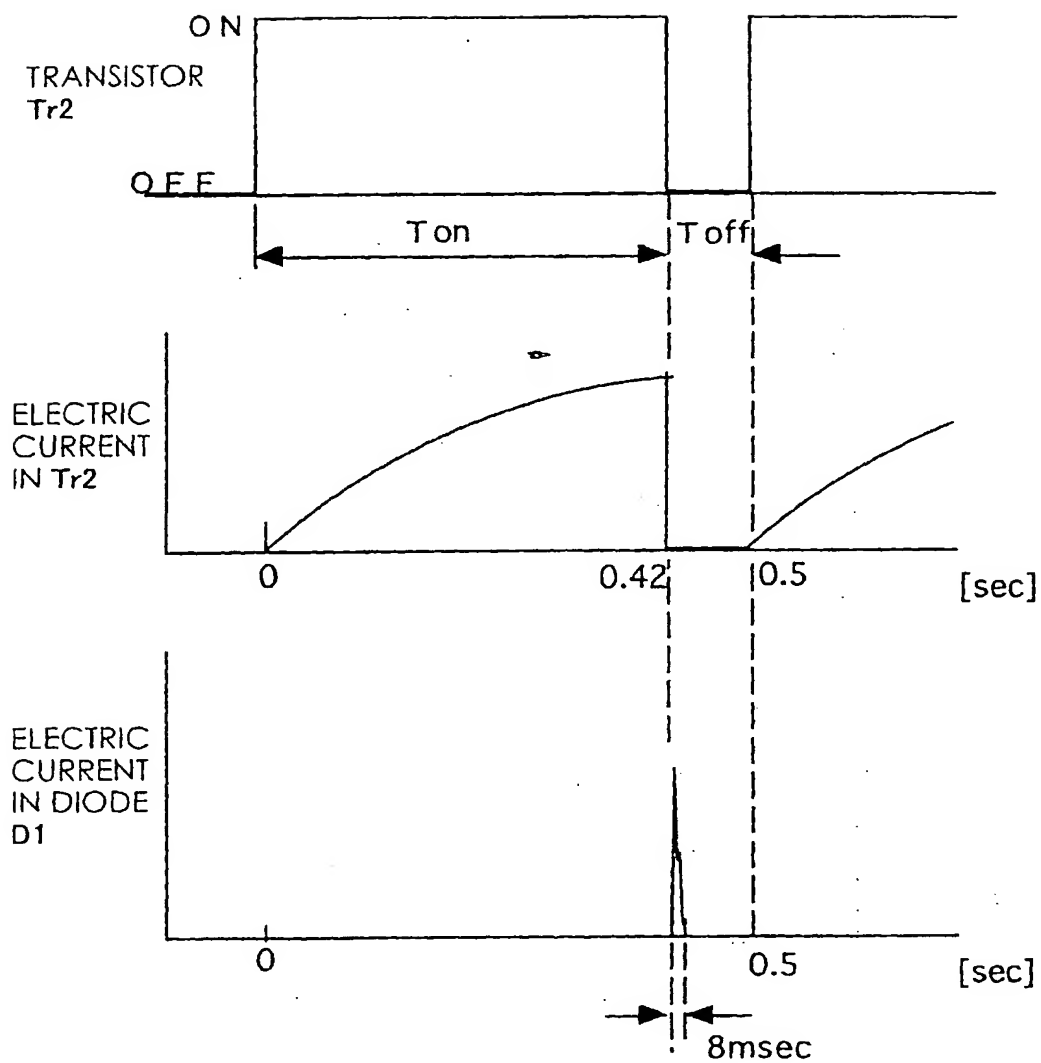 ON
TRANSISTOR
Tr2
OFF
Ton
Toff
ELECTRIC
CURRENT
IN Tr2
0
0.42
0.5
[sec]
ELECTRIC
CURRENT
IN DIODE
D1
0
0.5
[sec]
8msec